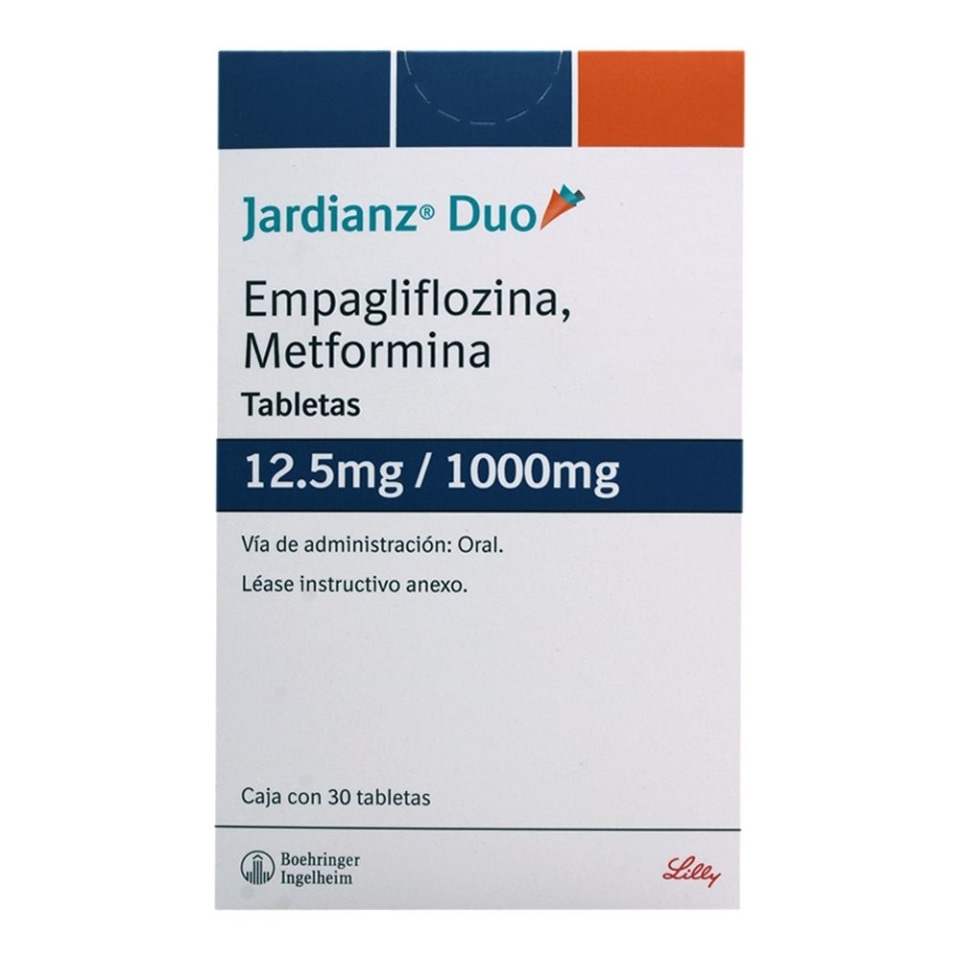 Jardianz® Duo
Empagliflozina,
Metformina
Tabletas
12.5mg / 1000mg
Vía de administración: Oral.
Léase instructivo anexo.
Caja con 30 tabletas
Boehringer
Ingelheim
Lilly